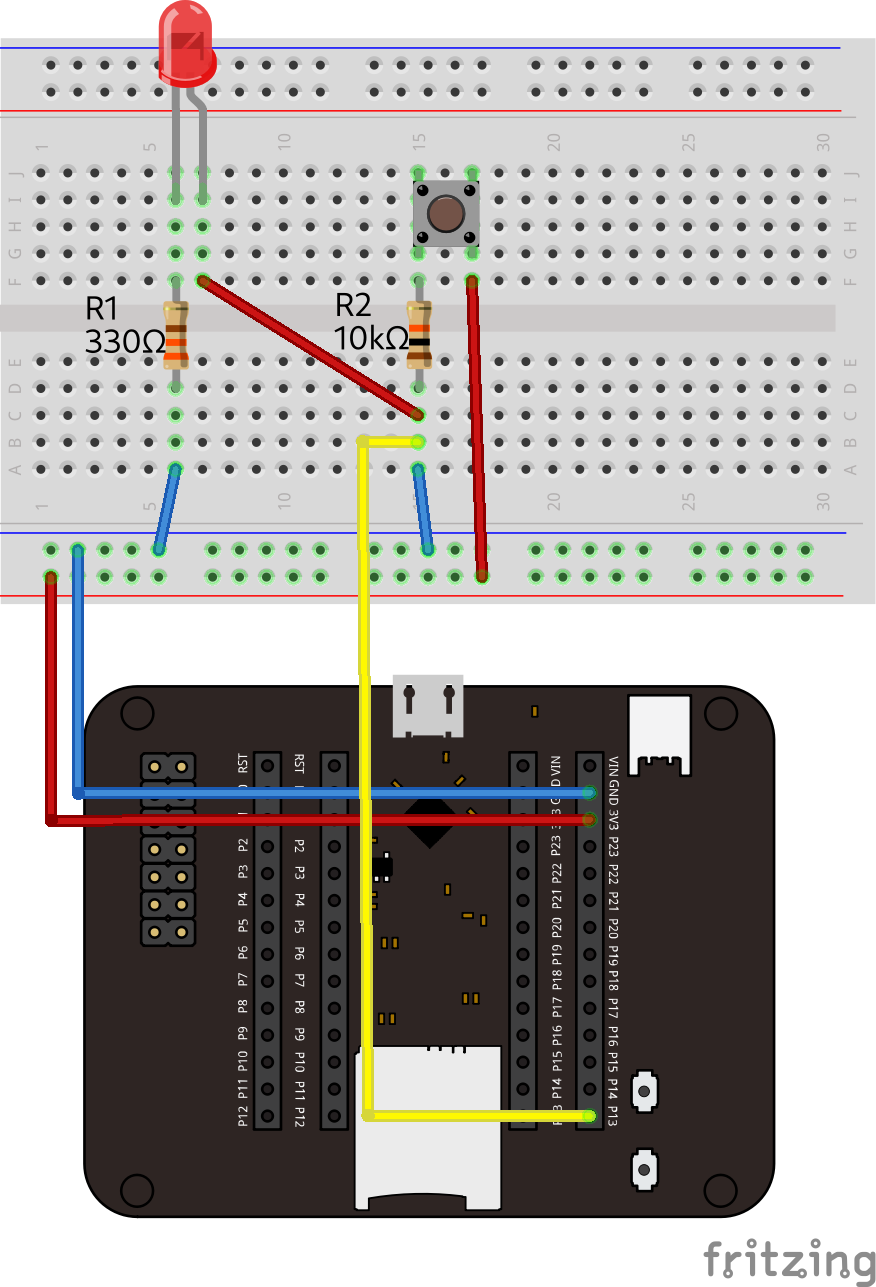 1 5 10 15 20 25 30
J J
I I
H H
G G
F F
R1
330Ω
R2
10kΩ
E E
D D
C C
B B
A A
1 5 10 20 25 30
RST RST VIN VIN
GND GND
3V3
P2 P2 P23 P23
P3 P3 P22 P22
P4 P4 P21 P21
P5 P5 P20 P20
P6 P6 P19 P19
P7 P7 P18 P18
P8 P8 P17 P17
P9 P9 P16 P16
P10 P10 P15 P15
P11 P11 P14 P14
P12 P12 P13
fritzing